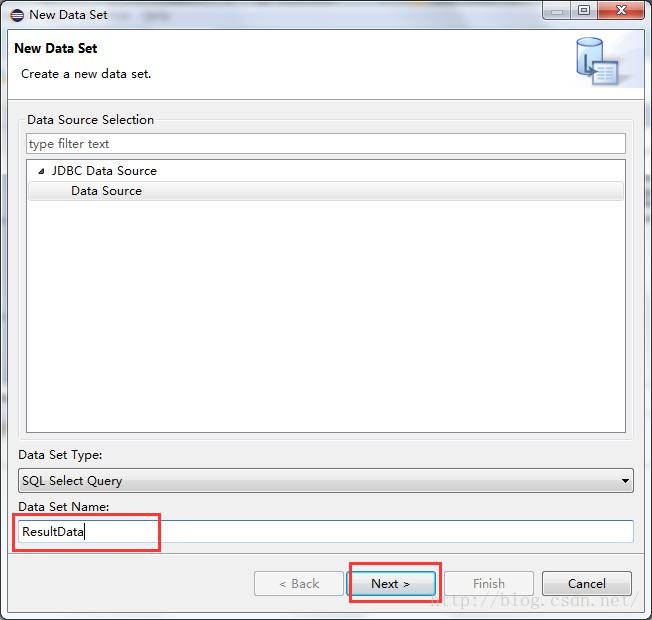 New Data Set
New Data Set
Create a new data set.
Data Source Selection
type filter text
JDBC Data Source
Data Source
Data Set Type:
SQL Select Query
Data Set Name:
ResultData
< Back
Next >
Finish
Cancel
http://blog.csdn.net/